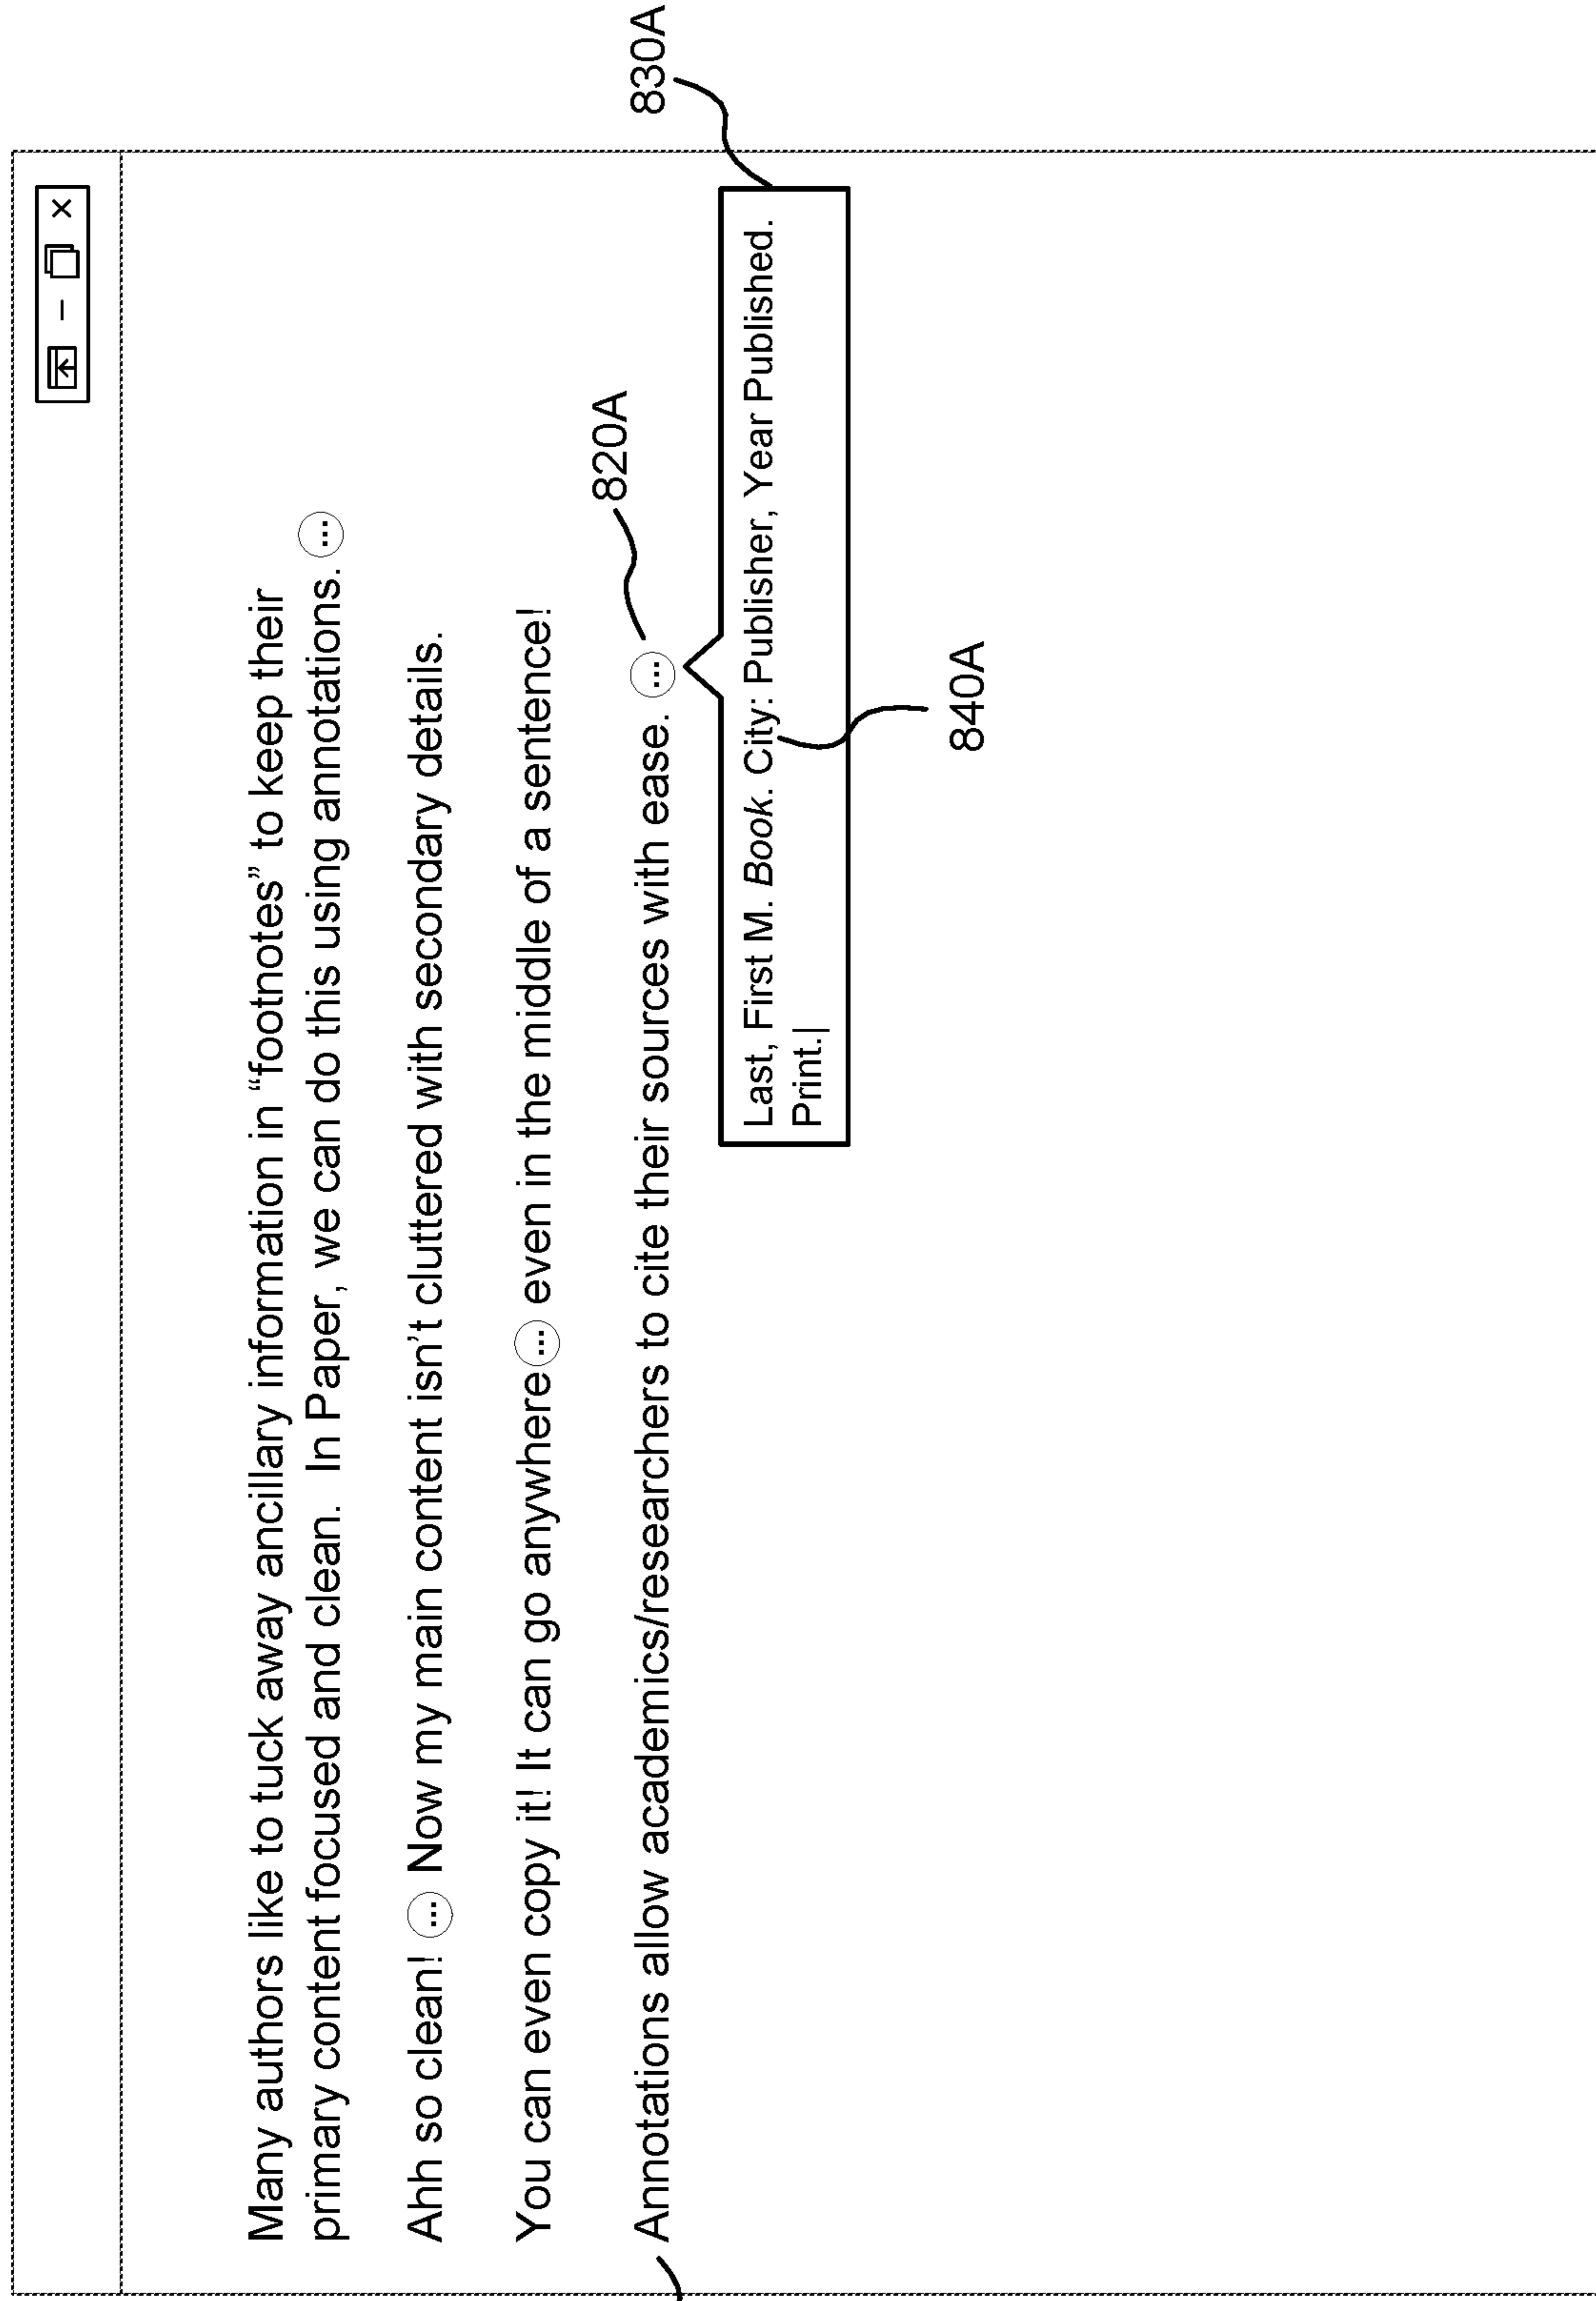 Many authors like to tuck away ancillary information in “footnotes” to keep their
primary content focused and clean.  In Paper, we can do this using annotations. ...
Ahh so clean! ... Now my main content isn’t cluttered with secondary details.
You can even copy it! It can go anywhere ... even in the middle of a sentence!
820A
830A
Annotations allow academics/researchers to cite their sources with ease. ...
Last, First M. Book. City: Publisher, Year Published.
Print.
840A